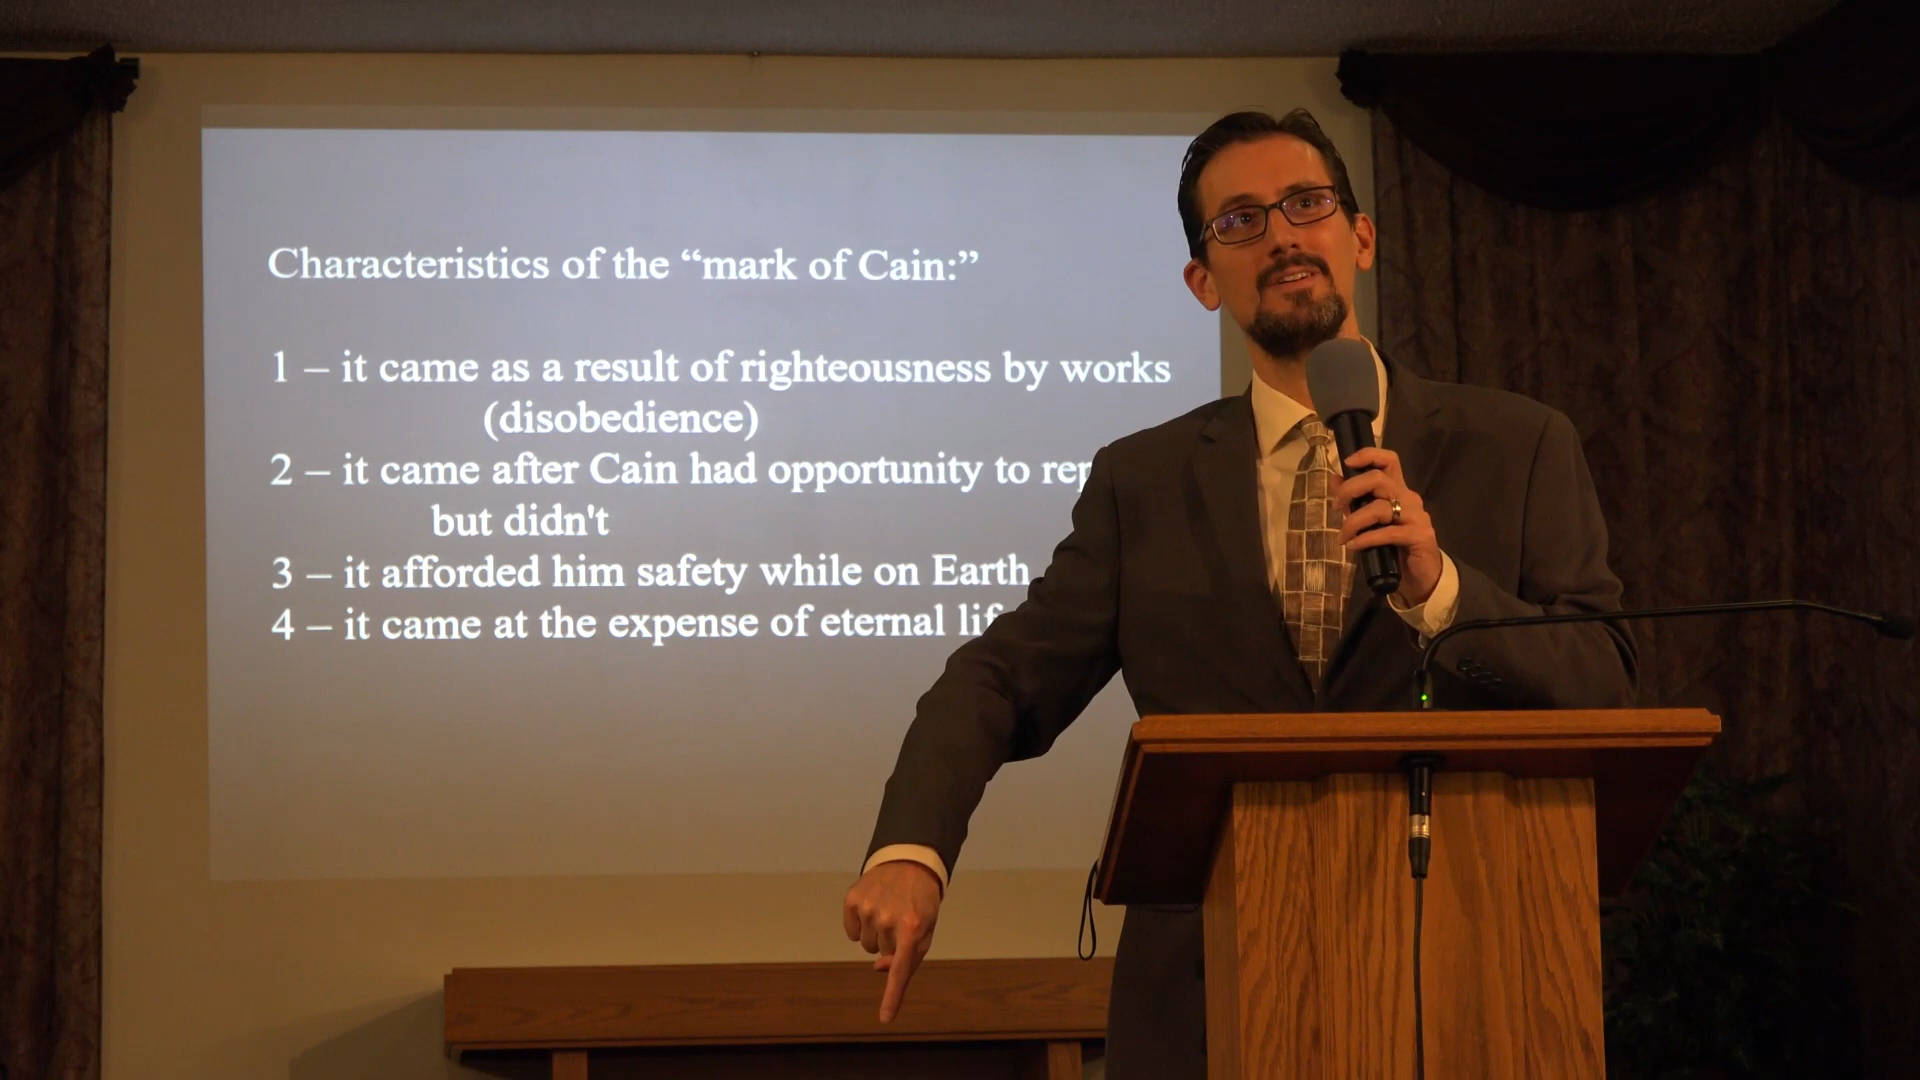 Characteristics of the “mark of Cain:”
1 – it came as a result of righteousness by works
(disobedience)
2 – it came after Cain had opportunity to
but didn't
3 – it afforded him safety while on Earth
4 – it came at the expense of eternal